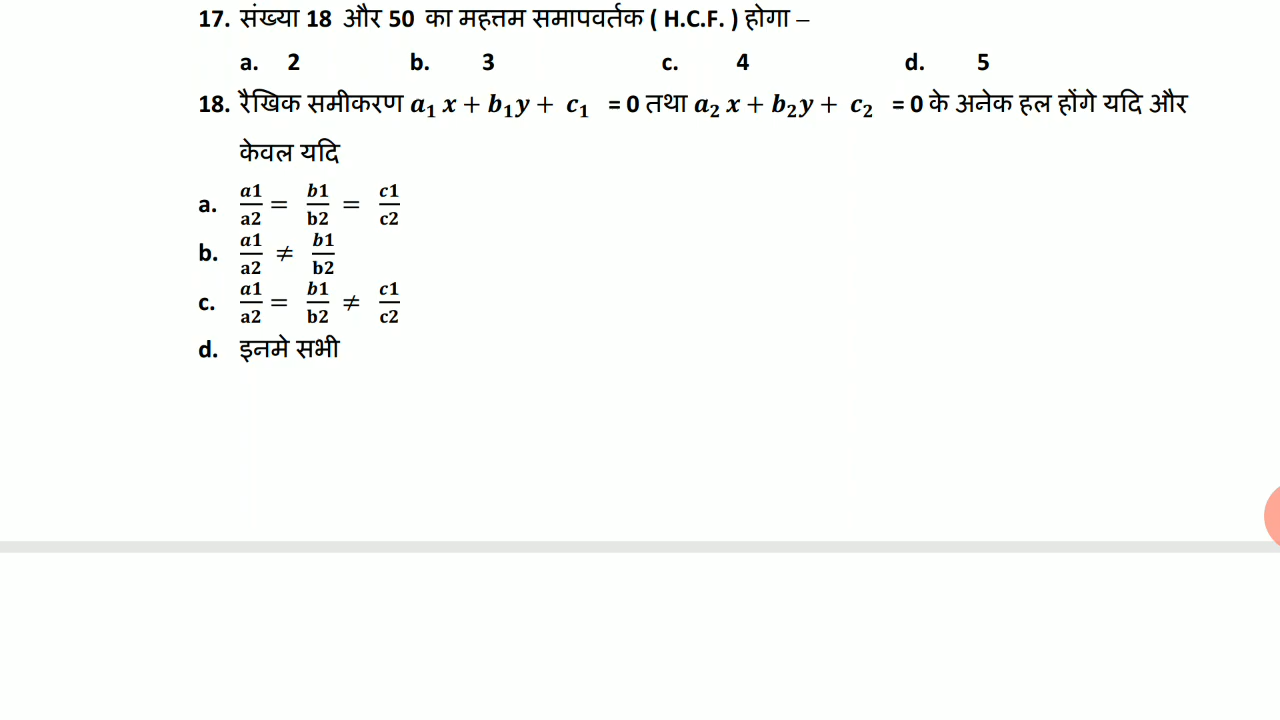 17. संख्या 18 और 50 का महत्तम समापवर्तक ( H.C.F. ) होगा –
a. 2 b. 3 c. 4 d. 5
18. रैखिक समीकरण a₁ x + b₁y + c₁ = 0 तथा a₂ x + b₂y + c₂ = 0 के अनेक हल होंगे यदि और
केवल यदि
a. a1/a2 = b1/b2 = c1/c2
b. a1/a2 ≠ b1/b2
c. a1/a2 = b1/b2 ≠ c1/c2
d. इनमे सभी